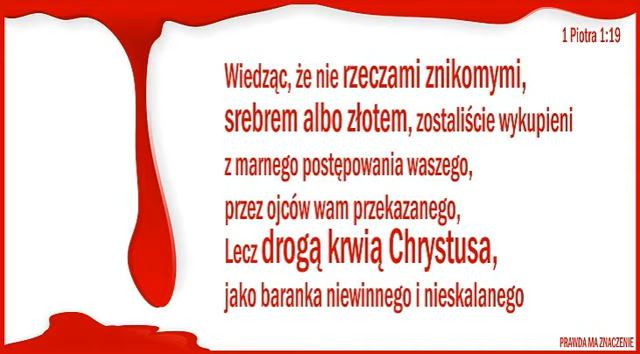 1 Piotra 1:19
Wiedząc, że nie rzeczami znikomymi,
srebrem albo złotem, zostaliście wykupieni
z marnego postępowania waszego,
przez ojców wam przekazanego,
Lecz drogą krwią Chrystusa,
jako baranka niewinnego i nieskalanego
PRAWDA MA ZNACZENIE